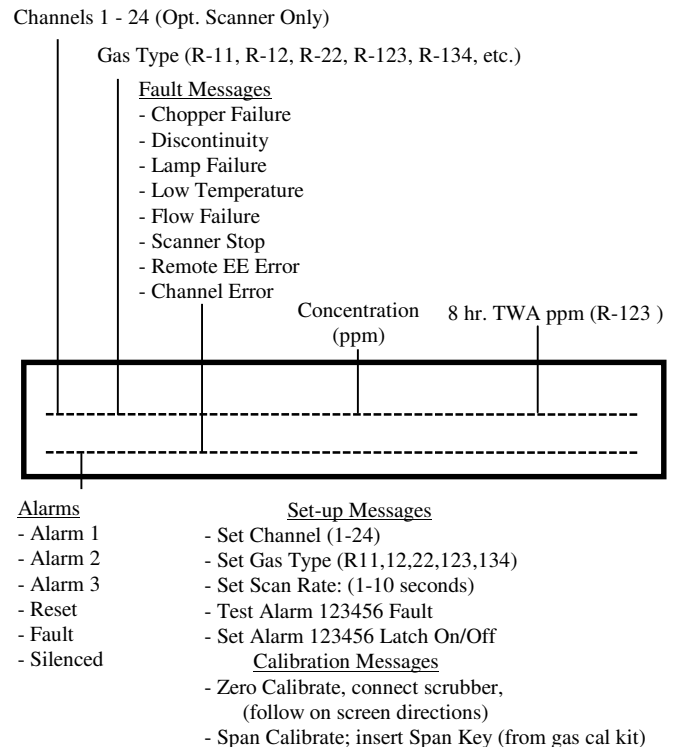 Channels 1 - 24 (Opt. Scanner Only)
Gas Type (R-11, R-12, R-22, R-123, R-134, etc.)
Fault Messages
- Chopper Failure
- Discontinuity
- Lamp Failure
- Low Temperature
- Flow Failure
- Scanner Stop
- Remote EE Error
- Channel Error
Concentration
(ppm)
8 hr. TWA ppm (R-123 )
Alarms
- Alarm 1
- Alarm 2
- Alarm 3
- Reset
- Fault
- Silenced
Set-up Messages
- Set Channel (1-24)
- Set Gas Type (R11,12,22,123,134)
- Set Scan Rate: (1-10 seconds)
- Test Alarm 123456 Fault
- Set Alarm 123456 Latch On/Off
Calibration Messages
- Zero Calibrate, connect scrubber,
(follow on screen directions)
- Span Calibrate; insert Span Key (from gas cal kit)